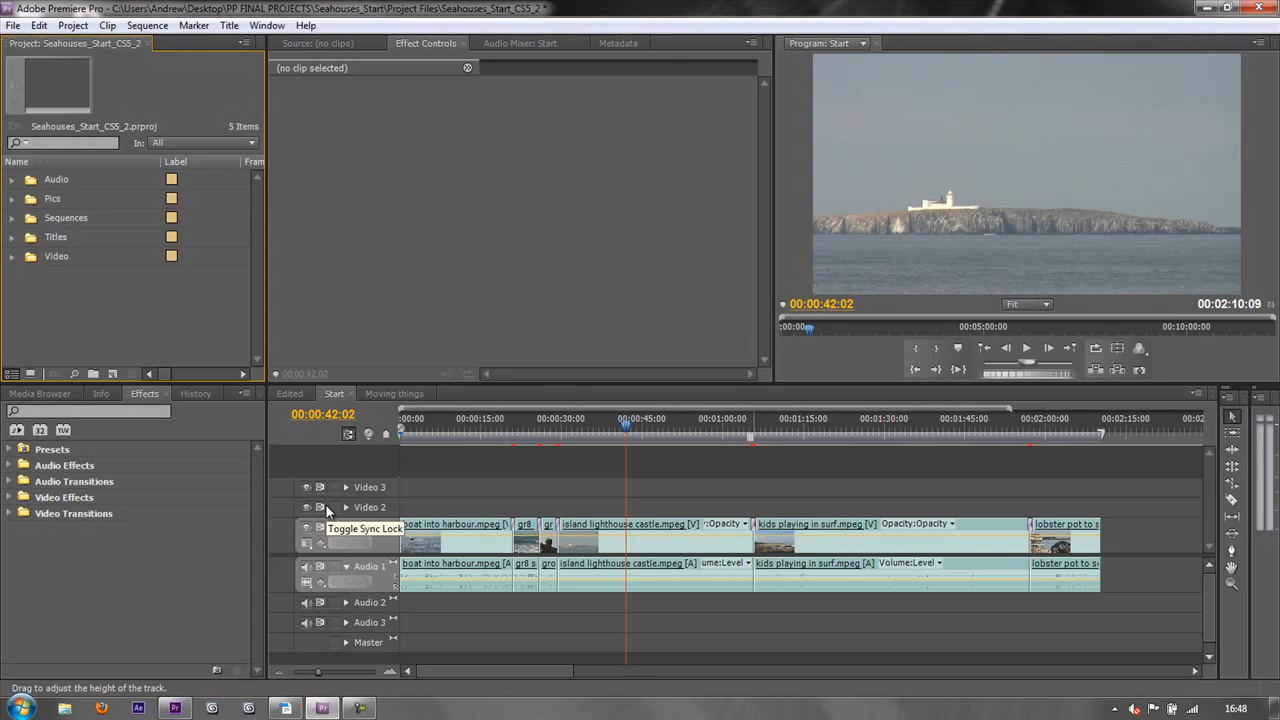 Adobe Premiere Pro - C:\Users\Andrew\Desktop\PP FINAL PROJECTS\Seahouses_Start\Project Files\Seahouses_Start_CS5_2.prproj *
File Edit Project Clip Sequence Marker Title Window Help
Project: Seahouses_Start_CS5_2
Source: (no clips) Effect Controls Audio Mixer: Start Metadata
Program: Start
(no clip selected)
Seahouses_Start_CS5_2.prproj 5 Items
In: All
Name Label Fram
Audio
Pics
Sequences
Titles
Video
00:00:42:02 Fit 00:02:10:09
:00:00 00:05:00:00 00:10:00:00
00:00:42:02
Media Browser Info Effects History
Edited Start Moving things
00:00:42:02
:00:00 00:00:15:00 00:00:30:00 00:00:45:00 00:01:00:00 00:01:15:00 00:01:30:00 00:01:45:00 00:02:00:00 00:02:15:00 00:02
32 YUV
Presets
Audio Effects
Audio Transitions
Video Effects
Video Transitions
Video 3
Video 2
Toggle Sync Lock
boat into harbour.mpeg [V] gr8 gr island lighthouse castle.mpeg [V] :Opacity kids playing in surf.mpeg [V] Opacity:Opacity lobster pot to s
Audio 1
boat into harbour.mpeg [A] gr8 s gro island lighthouse castle.mpeg [A] ume:Level kids playing in surf.mpeg [A] Volume:Level lobster pot to s
L
R
Audio 2
Audio 3
Master
Drag to adjust the height of the track.
Ae Pr Pr 16:48